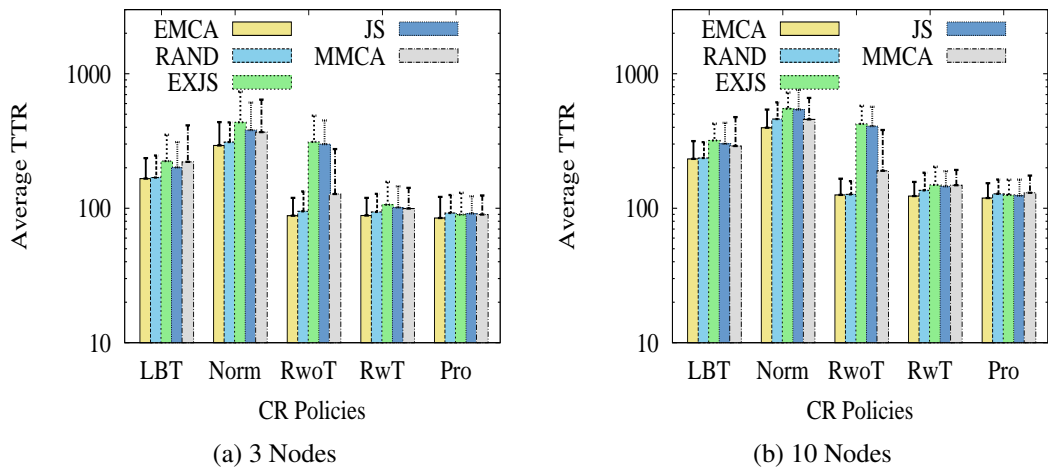 EMCA
RAND
EXJS
JS
MMCA
1000
100
10
Average TTR
LBT Norm RwoT RwT Pro
CR Policies
(a) 3 Nodes
EMCA
RAND
EXJS
JS
MMCA
1000
100
10
Average TTR
LBT Norm RwoT RwT Pro
CR Policies
(b) 10 Nodes